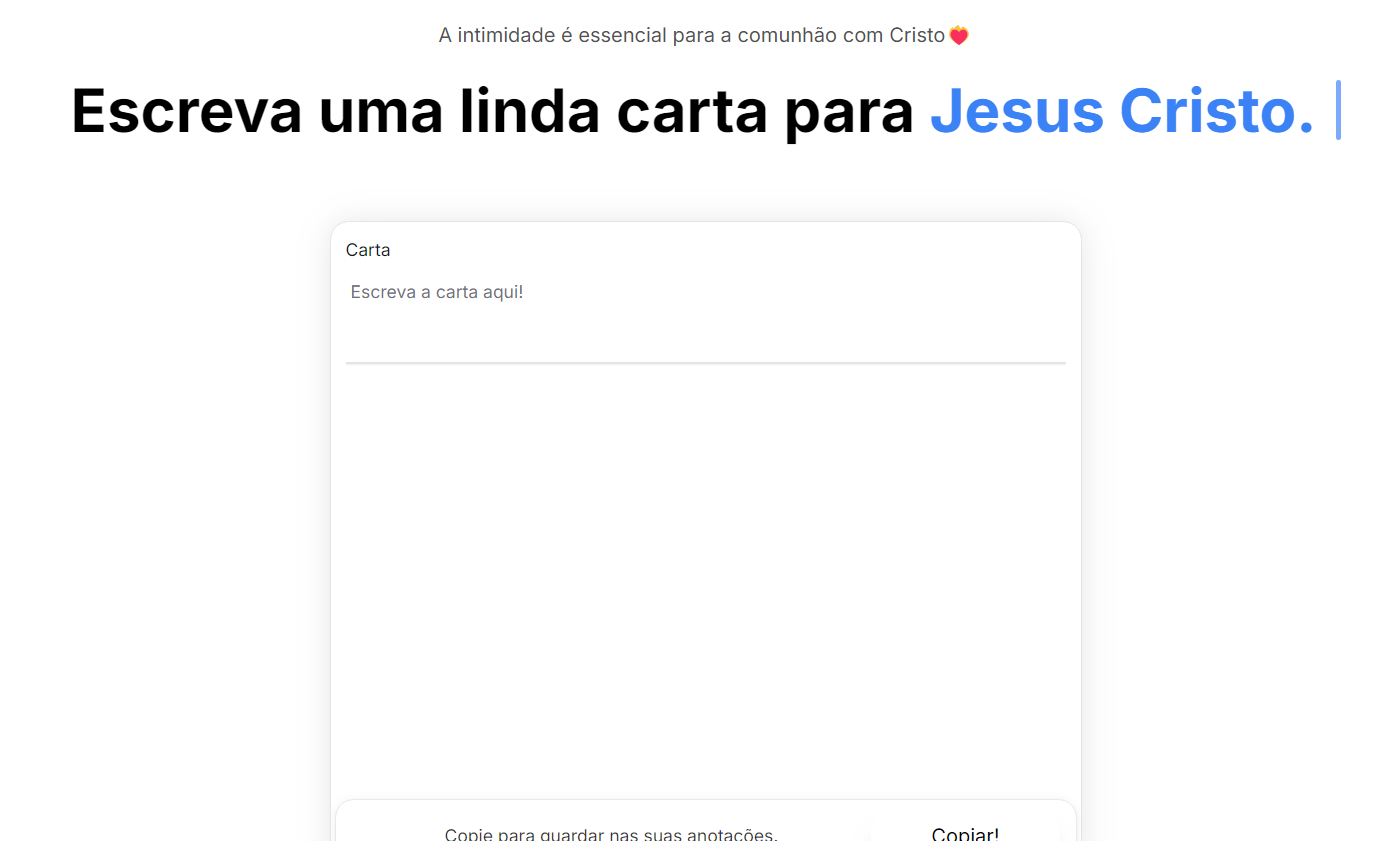 A intimidade é essencial para a comunhão com Cristo❤️‍🔥
Escreva uma linda carta para Jesus Cristo.
Carta
Escreva a carta aqui!
Copie para guardar nas suas anotações.
Copiar!